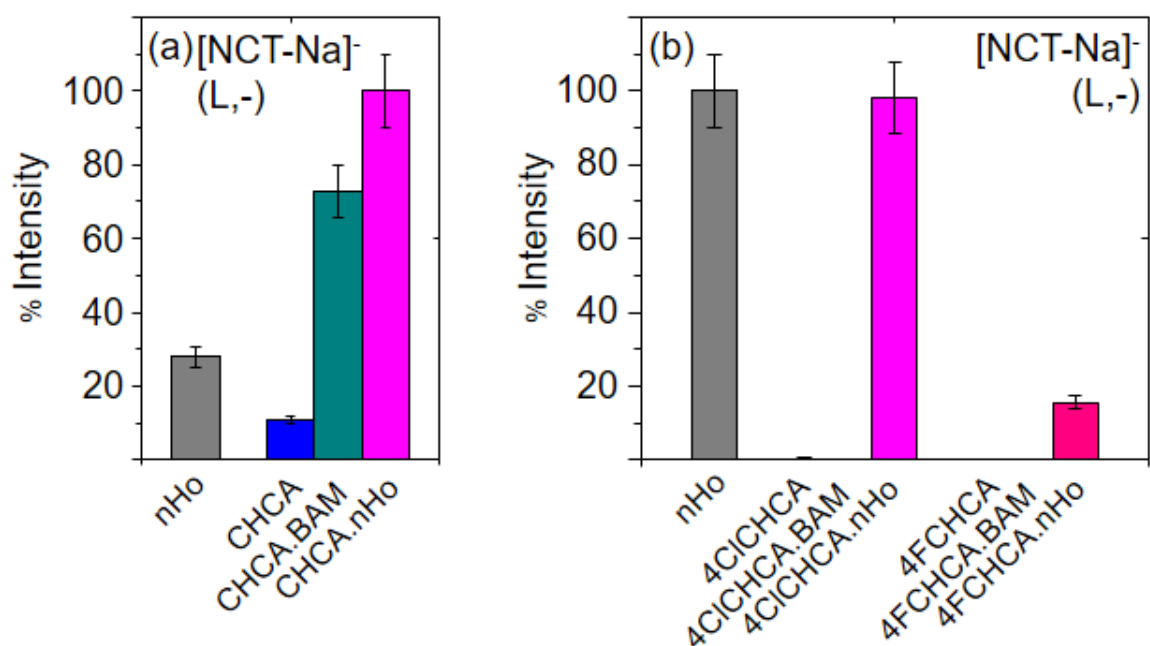 (a) [NCT-Na]-
(L,-)
% Intensity
100
80
60
40
20
nHo
CHCA
CHCA.BAM
CHCA.nHo
(b) [NCT-Na]-
(L,-)
% Intensity
100
80
60
40
20
nHo
4ClCHCA
4ClCHCA.BAM
4ClCHCA.nHo
4FCHCA
4FCHCA.BAM
4FCHCA.nHo